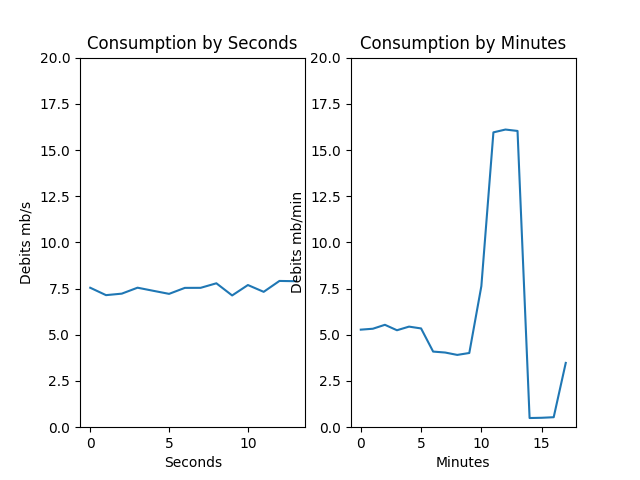 Consumption by Seconds
20.0
17.5
15.0
12.5
10.0
7.5
5.0
2.5
0.0
Debits mb/s
0 5 10
Seconds
Consumption by Minutes
20.0
17.5
15.0
12.5
10.0
7.5
5.0
2.5
0.0
Debits mb/min
0 5 10 15
Minutes